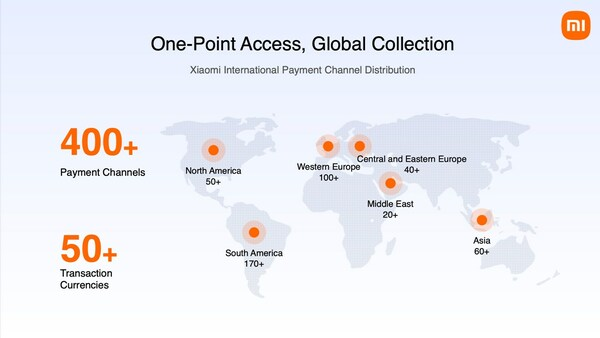 mi
One-Point Access, Global Collection
Xiaomi International Payment Channel Distribution
400+
Payment Channels
50+
Transaction
Currencies
North America
50+
Western Europe
100+
Central and Eastern Europe
40+
Middle East
20+
South America
170+
Asia
60+